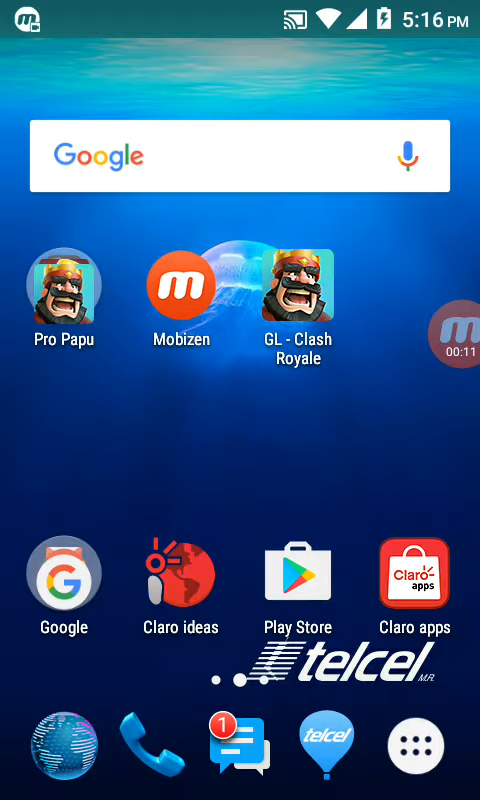 5:16 PM
Google
Pro Papu
Mobizen
GL - Clash
Royale
00:11
Google
Claro ideas
Play Store
Claro apps
Claro
apps
telcel M.R.
1
telcel